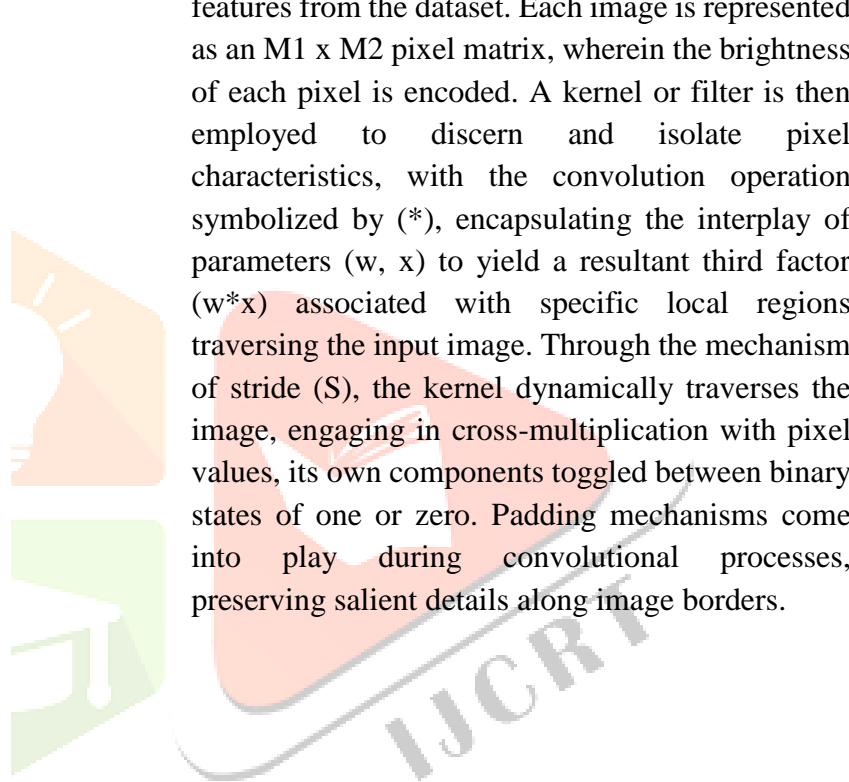 features from the dataset. Each image is represented
as an M1 x M2 pixel matrix, wherein the brightness
of each pixel is encoded. A kernel or filter is then
employed to discern and isolate pixel
characteristics, with the convolution operation
symbolized by (*), encapsulating the interplay of
parameters (w, x) to yield a resultant third factor
(w*x) associated with specific local regions
traversing the input image. Through the mechanism
of stride (S), the kernel dynamically traverses the
image, engaging in cross-multiplication with pixel
values, its own components toggled between binary
states of one or zero. Padding mechanisms come
into play during convolutional processes,
preserving salient details along image borders.
IJCRT